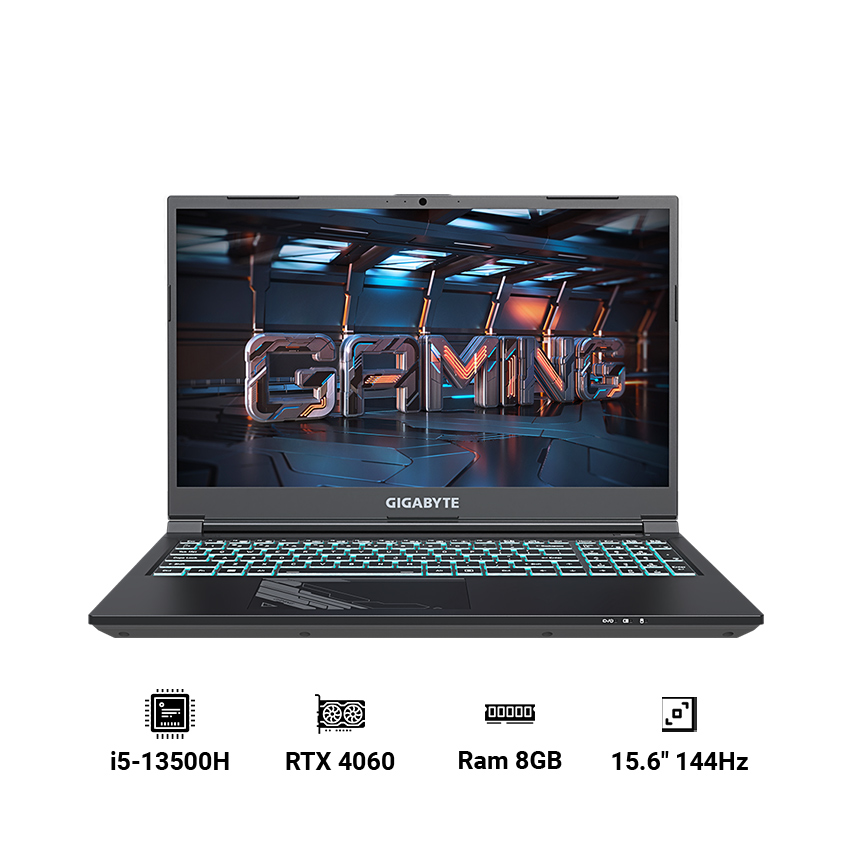 GAMING
GIGABYTE
i5-13500H
RTX 4060
Ram 8GB
15.6" 144Hz